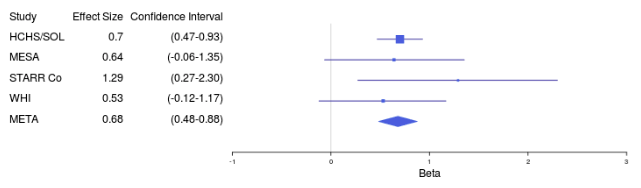 Study Effect Size Confidence Interval
HCHS/SOL 0.7 (0.47-0.93)
MESA 0.64 (-0.06-1.35)
STARR Co 1.29 (0.27-2.30)
WHI 0.53 (-0.12-1.17)
META 0.68 (0.48-0.88)
-1 0 1 2 3
Beta